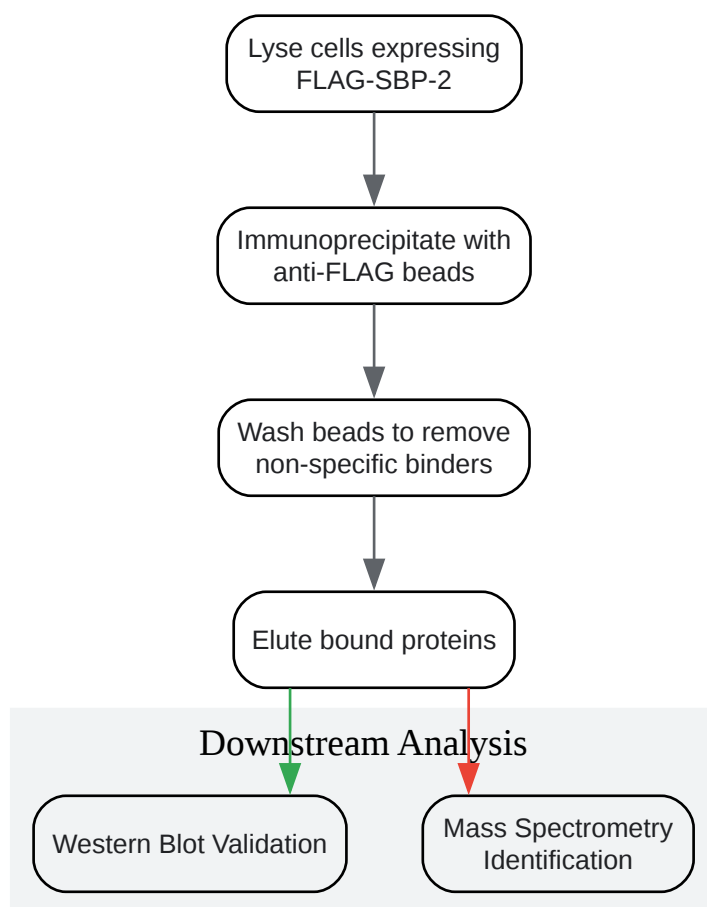 Lyse cells expressing
FLAG-SBP-2
Immunoprecipitate with
anti-FLAG beads
Wash beads to remove
non-specific binders
Elute bound proteins
Downstream Analysis
Western Blot Validation
Mass Spectrometry
Identification